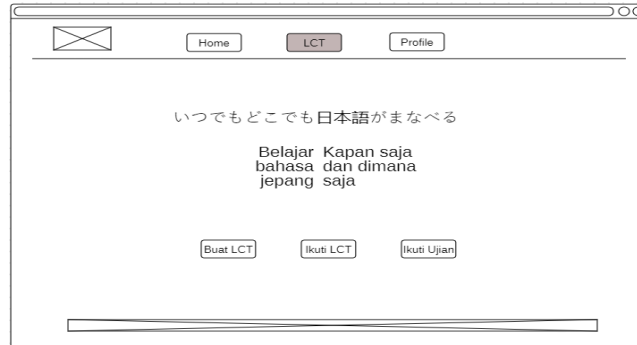 Home LCT Profile
いつでもどこでも日本語がまなべる
Belajar Kapan saja
bahasa dan dimana
jepang saja
Buat LCT Ikuti LCT Ikuti Ujian